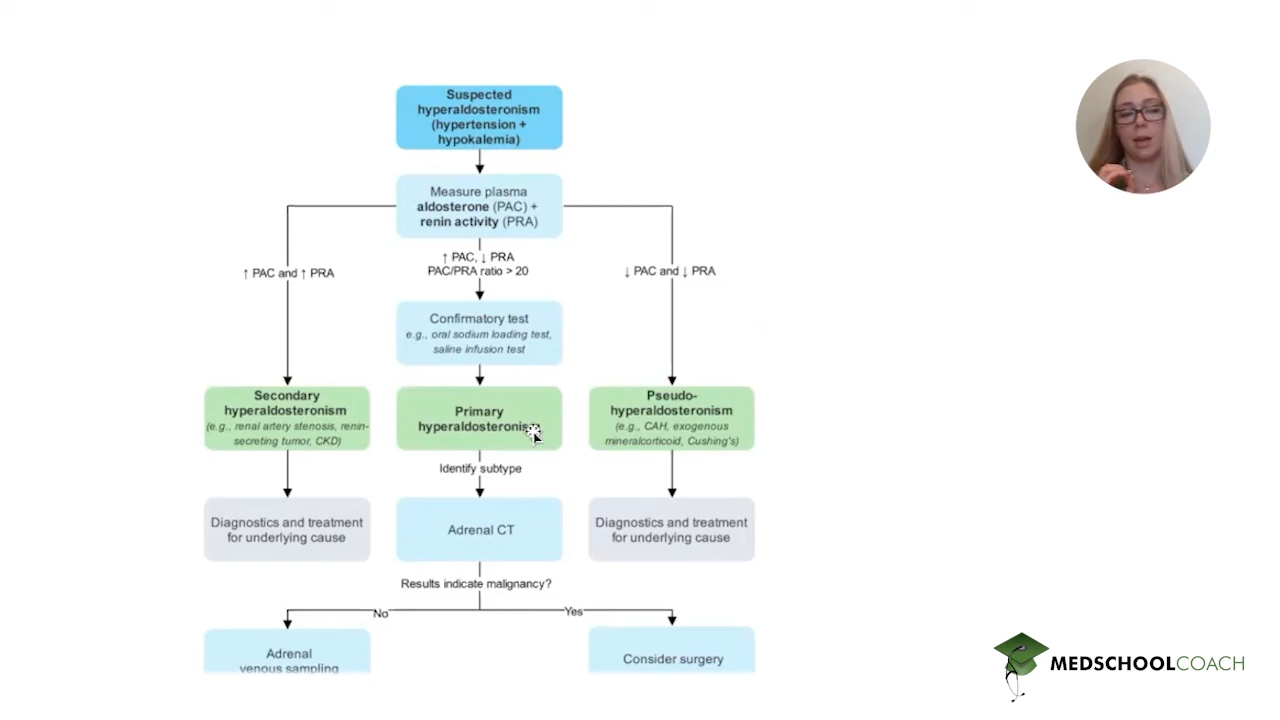 Suspected
hyperaldosteronism
(hypertension +
hypokalemia)
Measure plasma
aldosterone (PAC) +
renin activity (PRA)
↑ PAC and ↑ PRA
↑ PAC, ↓ PRA
PAC/PRA ratio > 20
↓ PAC and ↓ PRA
Confirmatory test
e.g., oral sodium loading test,
saline infusion test
Secondary
hyperaldosteronism
(e.g., renal artery stenosis, renin-
secreting tumor, CKD)
Primary
hyperaldosteronism
Pseudo-
hyperaldosteronism
(e.g., CAH, exogenous
mineralcorticoid, Cushing's)
Identify subtype
Diagnostics and treatment
for underlying cause
Adrenal CT
Diagnostics and treatment
for underlying cause
Results indicate malignancy?
No
Yes
Adrenal
venous sampling
Consider surgery
MEDSCHOOLCOACH